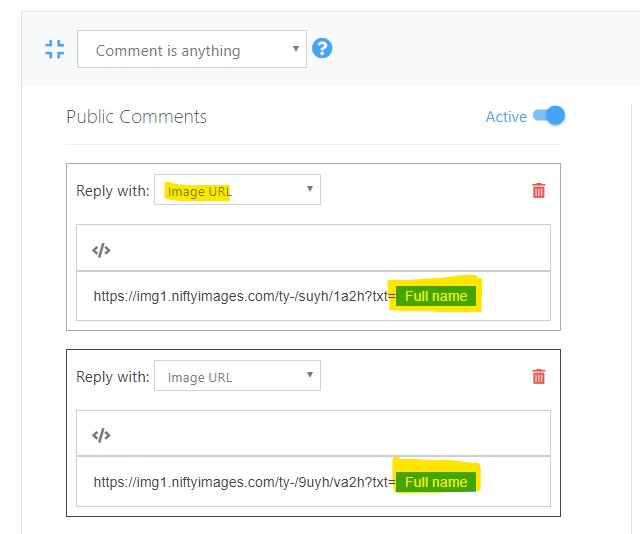 Comment is anything
Public Comments
Active
Reply with: Image URL
</>
https://img1.niftyimages.com/ty-/suyh/1a2h?txt= Full name
Reply with: Image URL
</>
https://img1.niftyimages.com/ty-/9uyh/va2h?txt= Full name